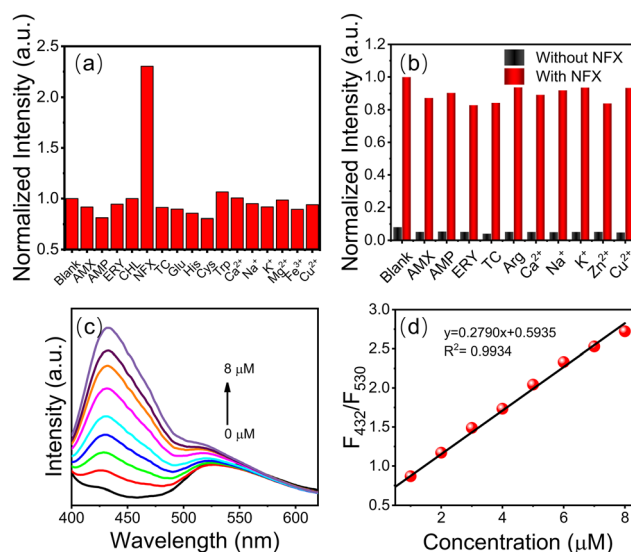 (a)
Normalized Intensity (a.u.)
2.5
2.0
1.5
1.0
0.5
Blank
AMX
AMP
ERY
CHL
NFX
TC
Glu
His
Cys
Trp
Ca²⁺
Na⁺
K⁺
Mg²⁺
Fe³⁺
Cu²⁺
(b)
Without NFX
With NFX
Normalized Intensity (a.u.)
1.2
1.0
0.8
0.6
0.4
0.2
0.0
Blank
AMX
AMP
ERY
TC
Arg
Ca²⁺
Na⁺
K⁺
Zn²⁺
Cu²⁺
(c)
8 μM
0 μM
Intensity (a.u.)
400 450 500 550 600
Wavelength (nm)
(d)
y=0.2790x+0.5935
R²= 0.9934
F₄₃₂/F₅₃₀
3.0
2.5
2.0
1.5
1.0
0.5
2 4 6 8
Concentration (μM)